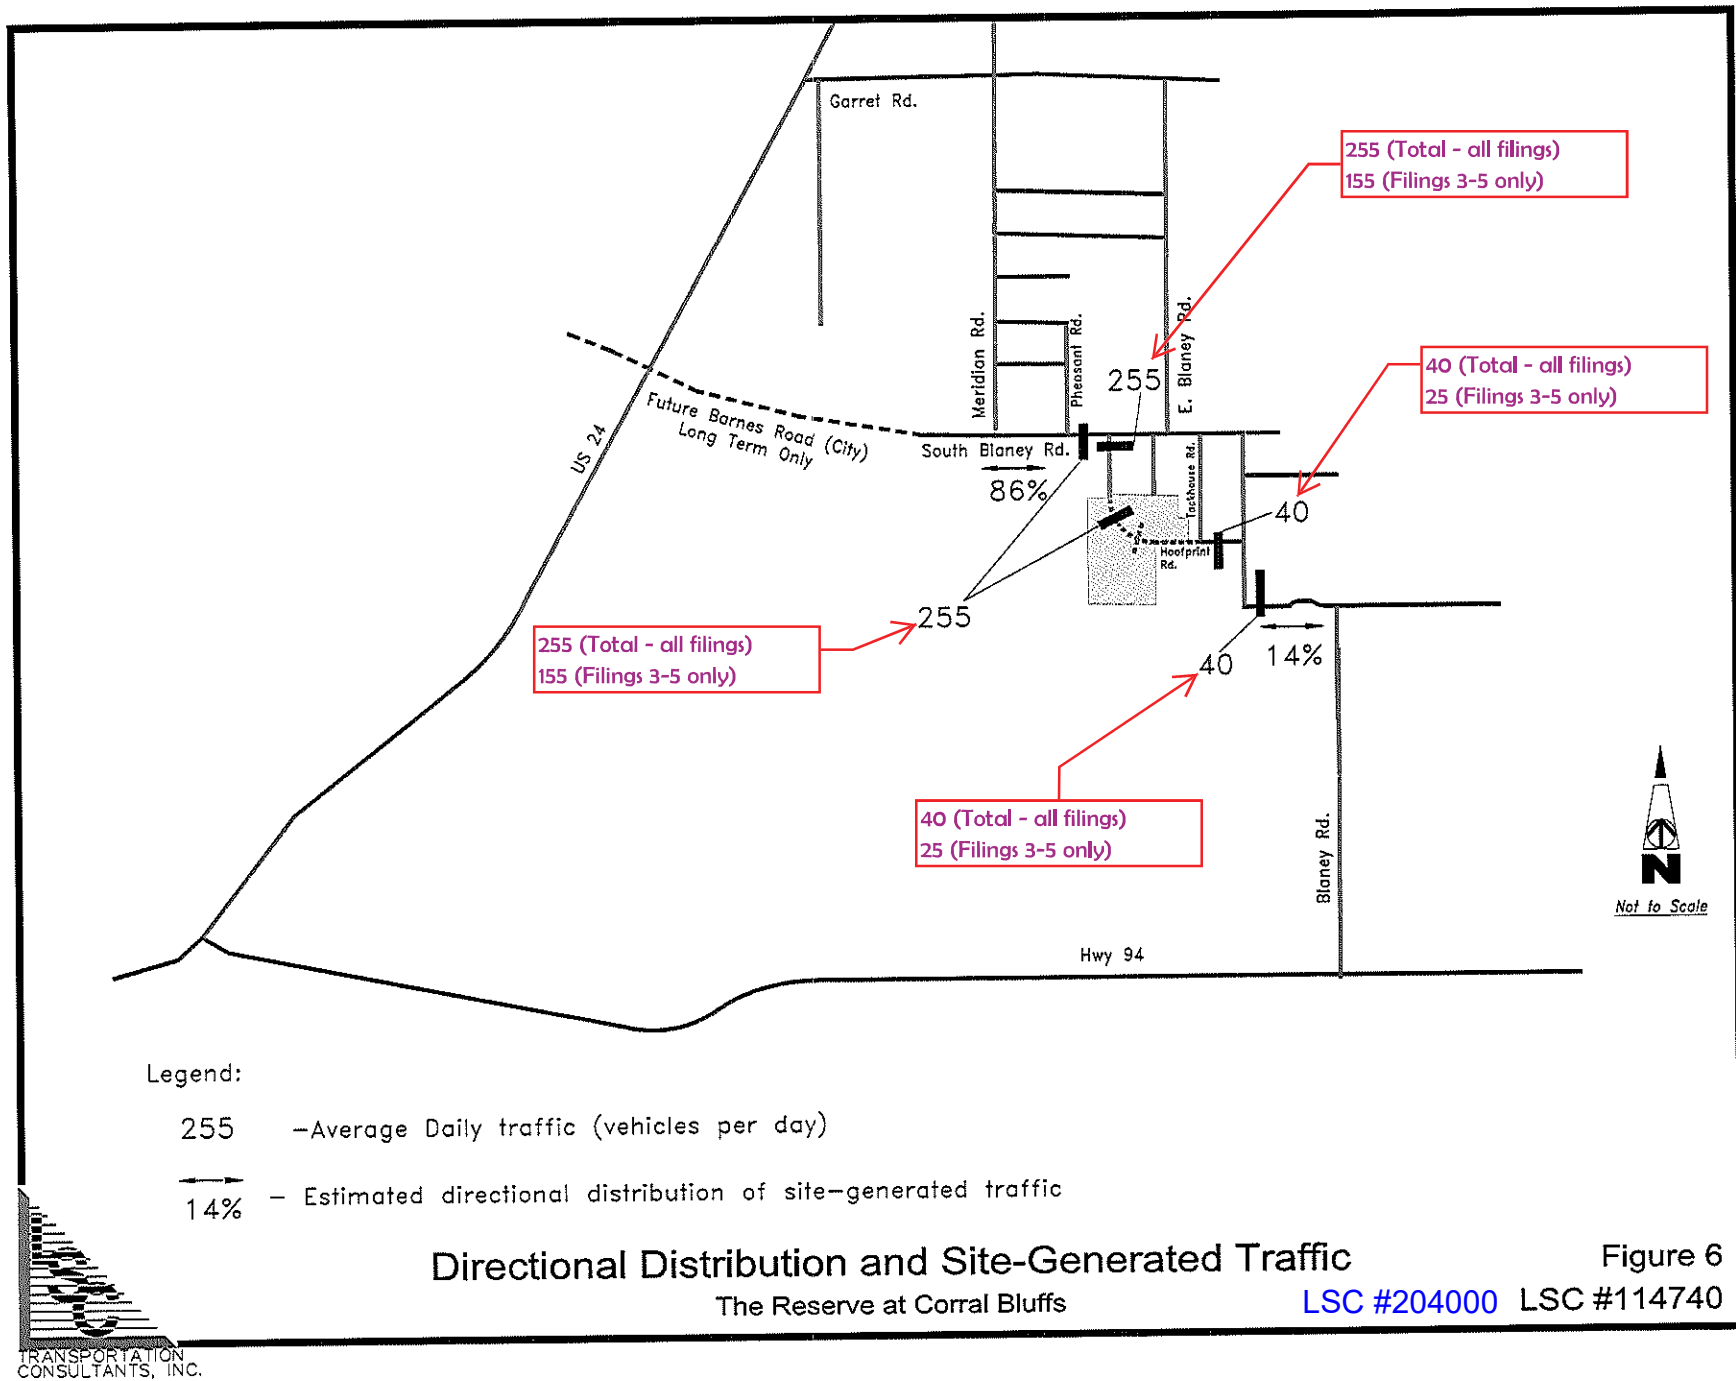 Garret Rd.
255 (Total - all filings)
155 (Filings 3-5 only)
Meridian Rd.
Pheasant Rd.
E. Blaney Rd.
255
40 (Total - all filings)
25 (Filings 3-5 only)
US 24
Future Barnes Road (City)
Long Term Only
South Blaney Rd.
86%
Tackhouse Rd.
40
Hoofprint
Rd.
255
255 (Total - all filings)
155 (Filings 3-5 only)
40
14%
40 (Total - all filings)
25 (Filings 3-5 only)
Blaney Rd.
N
Not to Scale
Hwy 94
Legend:
255 -Average Daily traffic (vehicles per day)
14% - Estimated directional distribution of site-generated traffic
LSC
TRANSPORTATION
CONSULTANTS, INC.
Directional Distribution and Site-Generated Traffic
The Reserve at Corral Bluffs
Figure 6
LSC #204000 LSC #114740